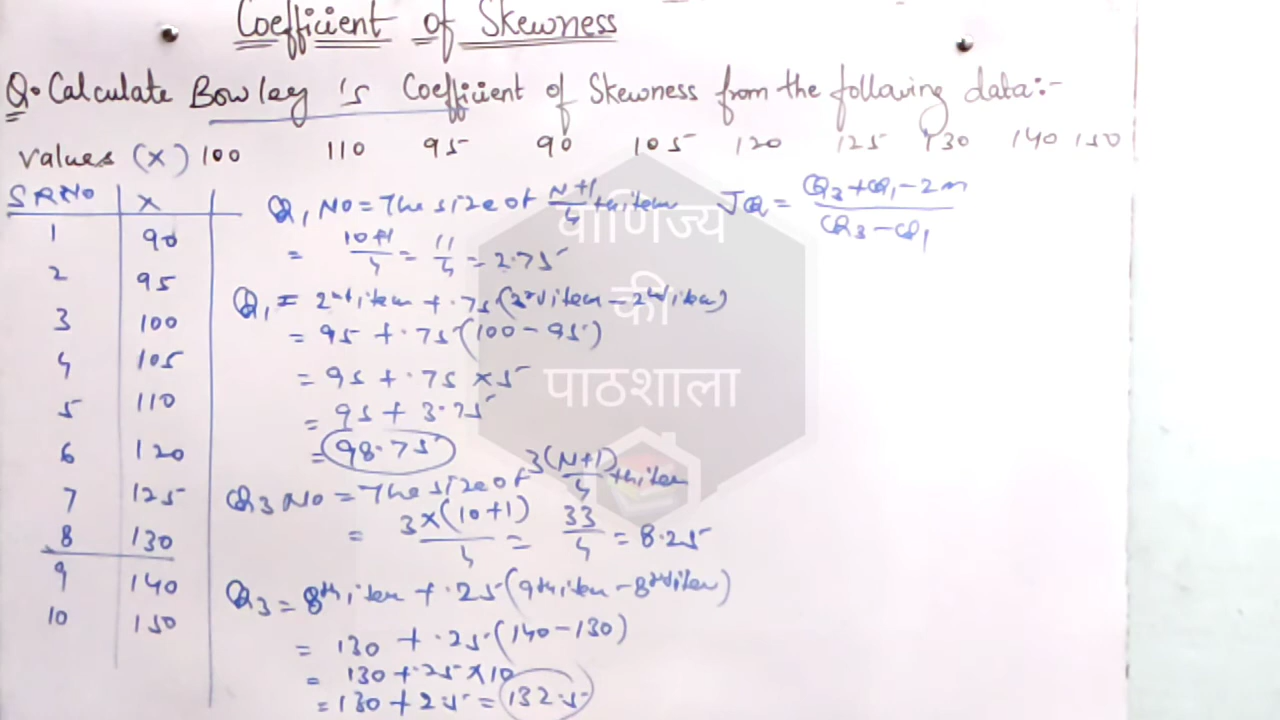 Coefficient of Skewness
Q. Calculate Bowley's Coefficient of Skewness from the following data:-
values (X) 100 110 95 90 105 120 125 130 140 150
SR NO X
1 90
2 95
3 100
4 105
5 110
6 120
7 125
8 130
9 140
10 150
Q1 NO = The size of N+1/4 th item
= 10+1/4 = 11/4 = 2.75
Q1 = 2nd item + .75 (3rd item - 2nd item)
= 95 + .75 (100 - 95)
= 95 + .75 × 5
= 95 + 3.75
= 98.75
Q3 NO = The size of 3(N+1)/4 th item
= 3×(10+1)/4 = 33/4 = 8.25
Q3 = 8th item + .25 (9th item - 8th item)
= 130 + .25 (140 - 130)
= 130 + .25 × 10
= 130 + 2.5 = 132.5
JQ = Q3 + Q1 - 2m / Q3 - Q1
वाणिज्य
की
पाठशाला